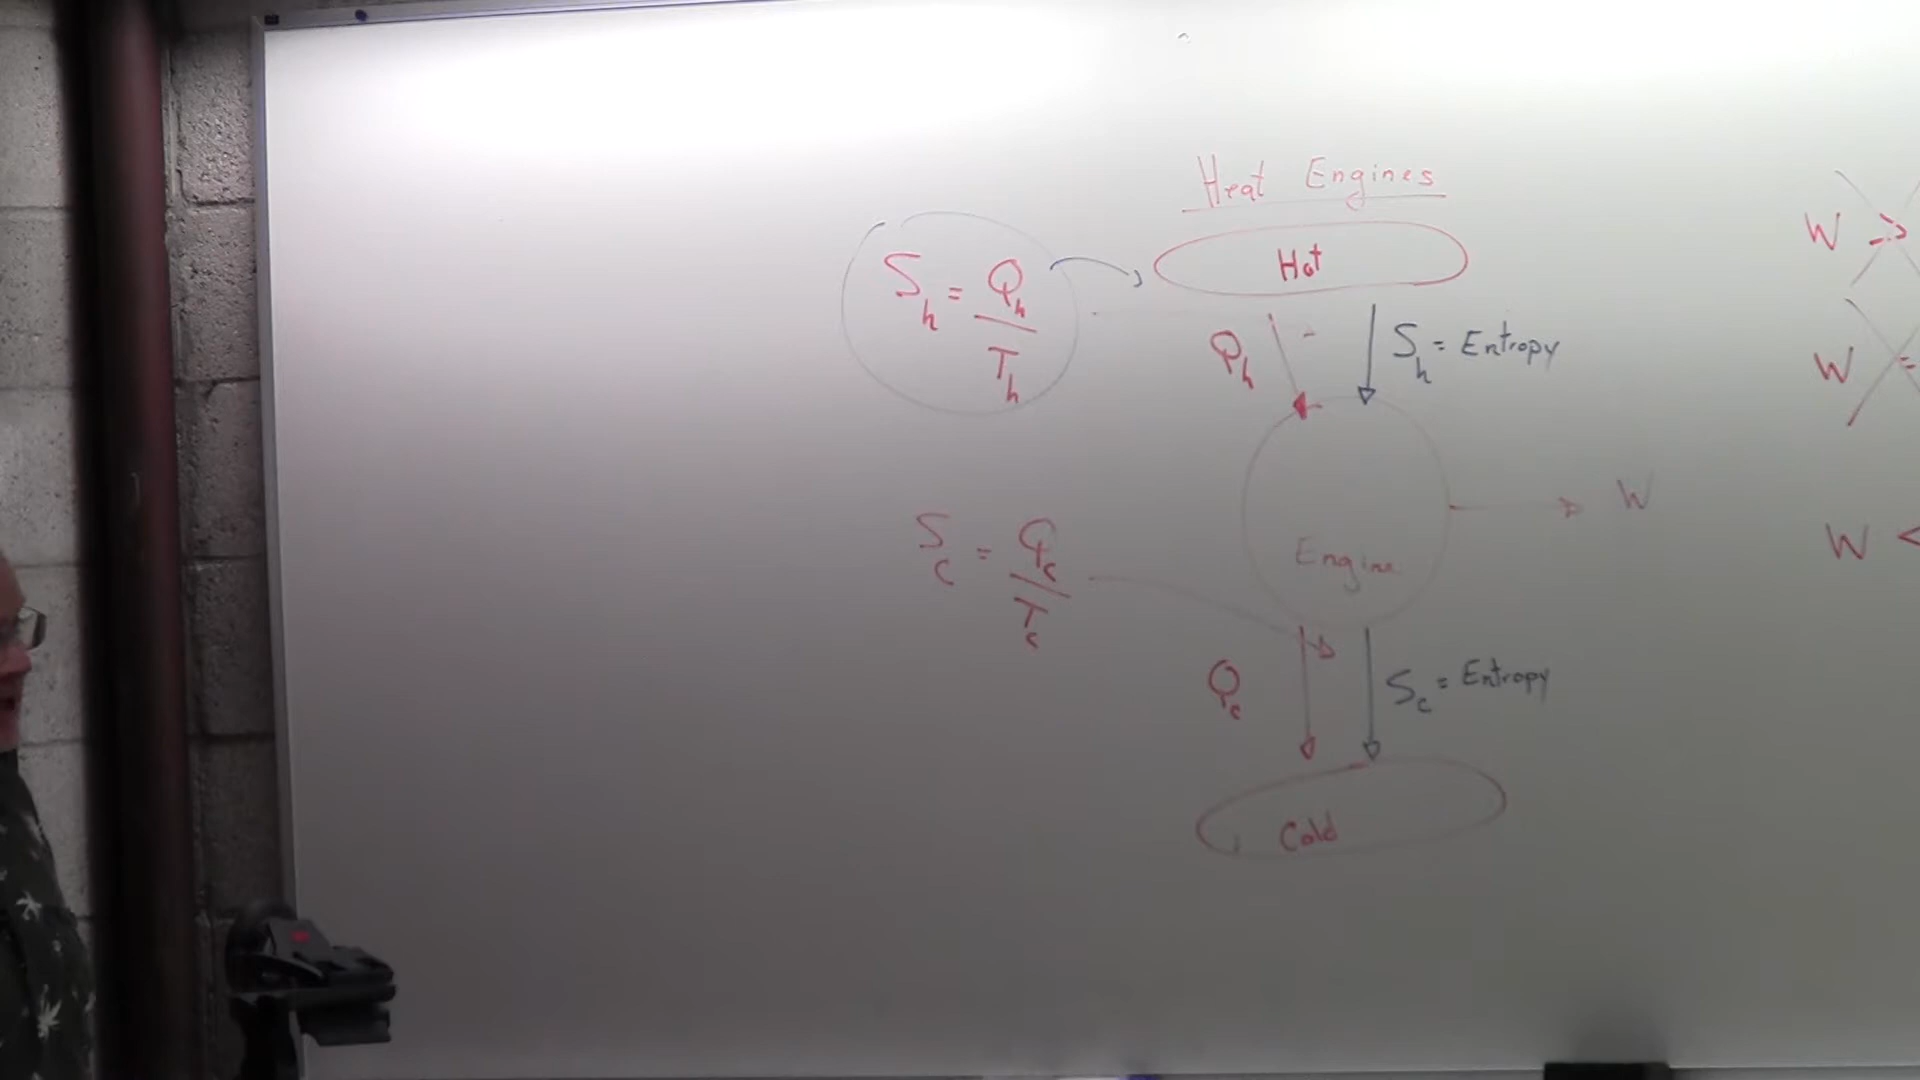 Heat Engines
Hot
S_h = Q_h / T_h
Q_h
S_h = Entropy
W
Engine
S_c = Q_c / T_c
Q_c
S_c = Entropy
Cold
W >
W =
W <